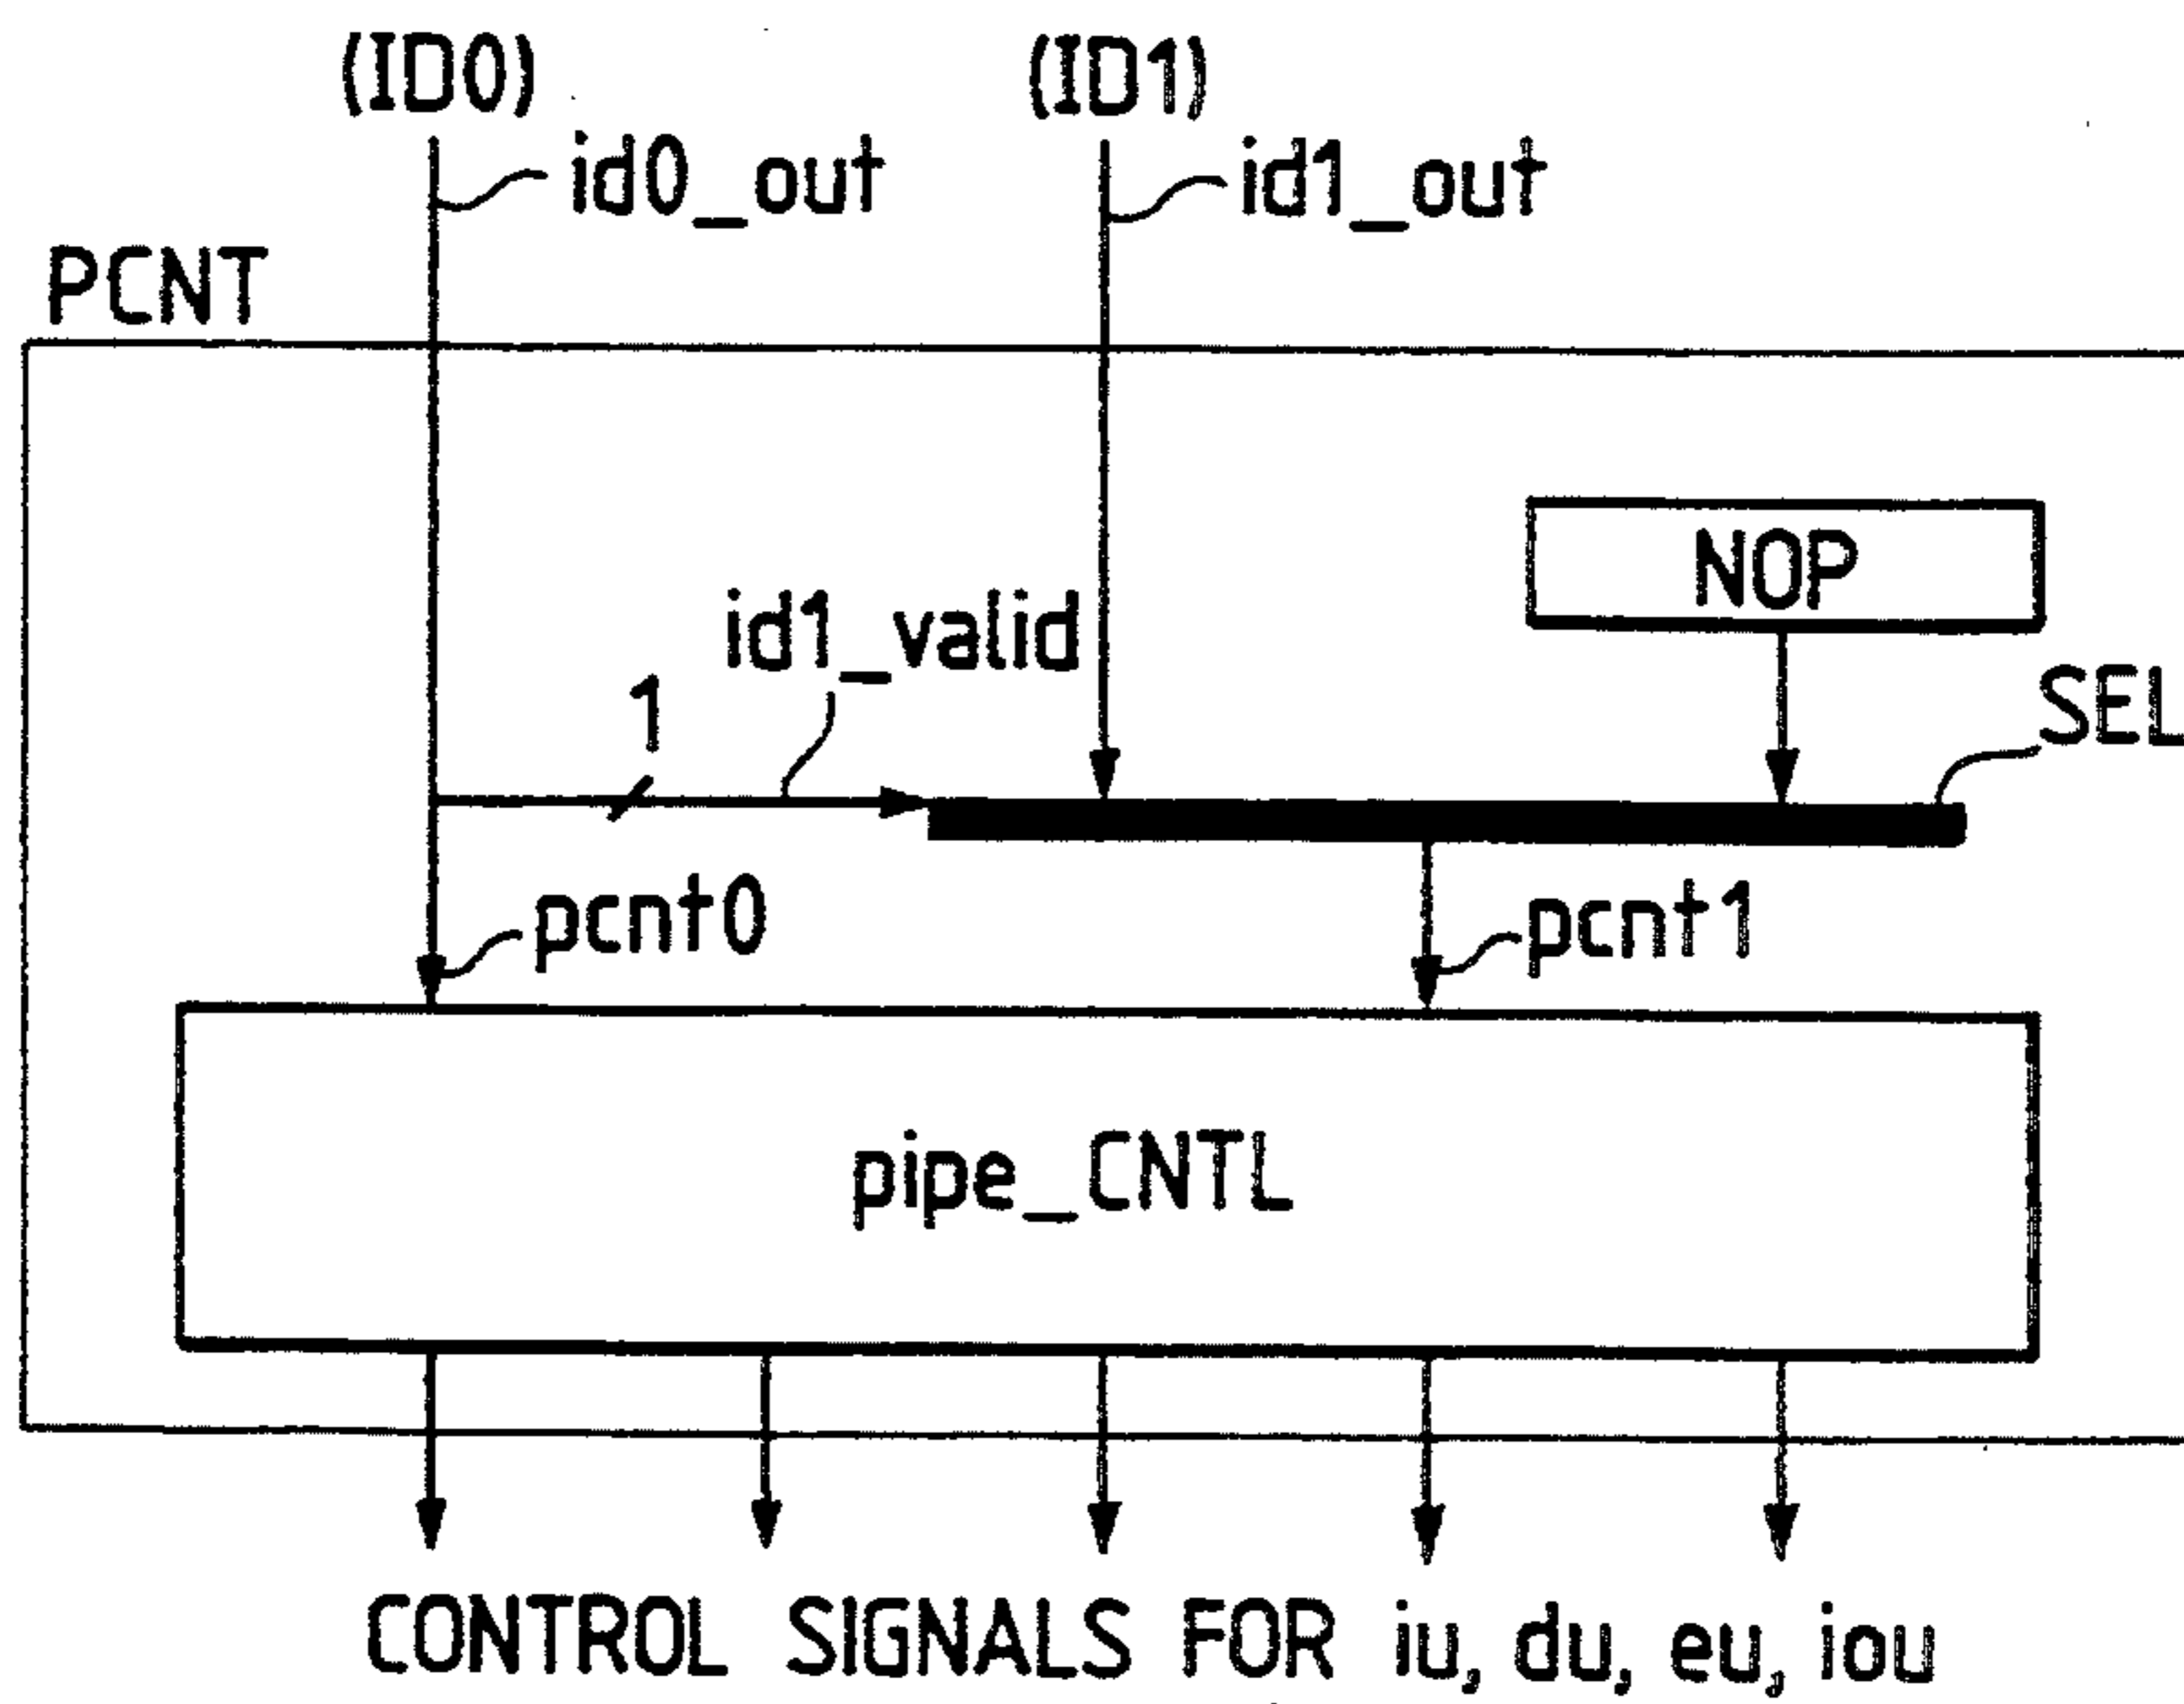 (ID0) (ID1)
id0_out id1_out
PCNT
NOP
id1_valid
1
SEL
pcnt0 pcnt1
pipe_CNTL
CONTROL SIGNALS FOR iu, du, eu, iou